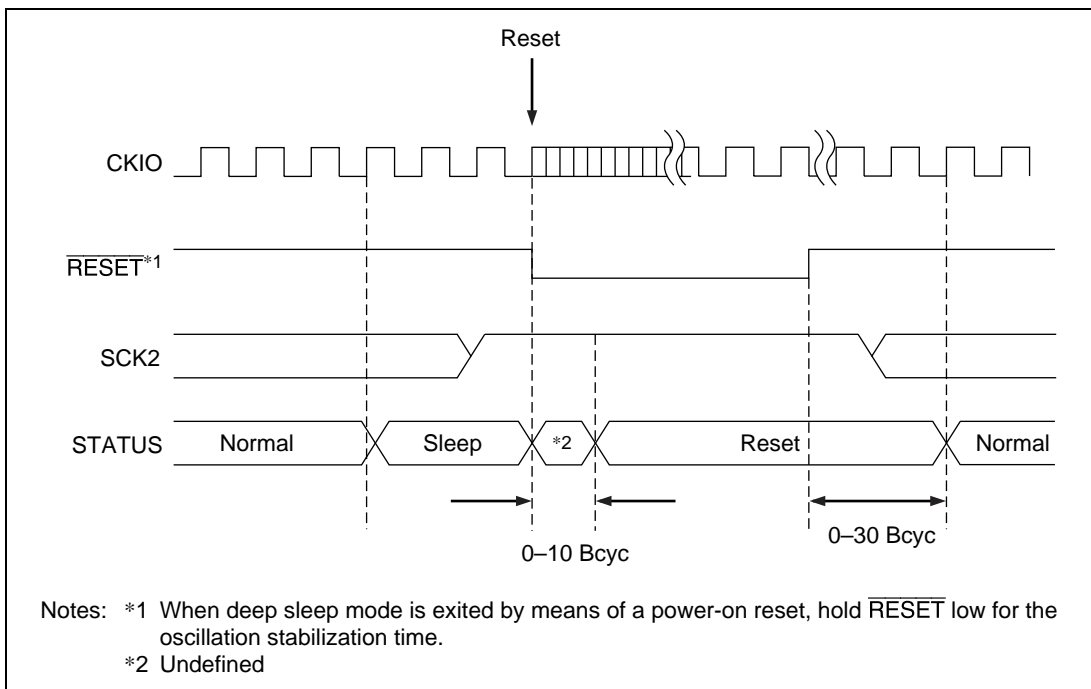 Reset
CKIO
RESET*1
SCK2
STATUS Normal Sleep *2 Reset Normal
0–10 Bcyc
0–30 Bcyc
Notes: *1 When deep sleep mode is exited by means of a power-on reset, hold RESET low for the
oscillation stabilization time.
*2 Undefined